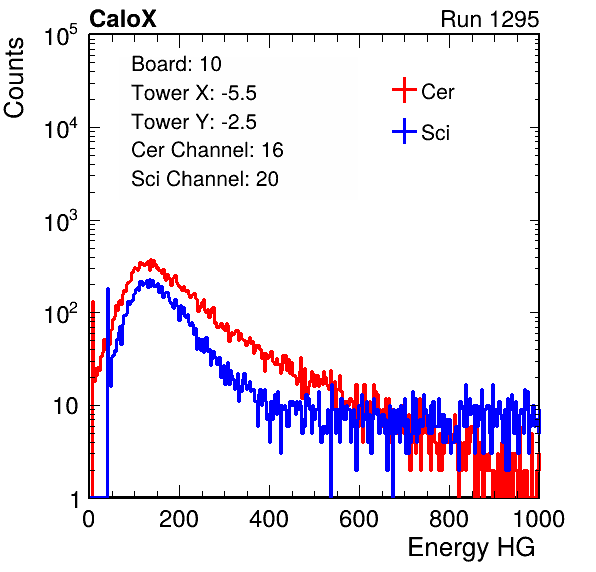 CaloX Run 1295
Counts
10^5
10^4
10^3
10^2
10
1
Board: 10
Tower X: -5.5
Tower Y: -2.5
Cer Channel: 16
Sci Channel: 20
Cer
Sci
0 200 400 600 800 1000
Energy HG